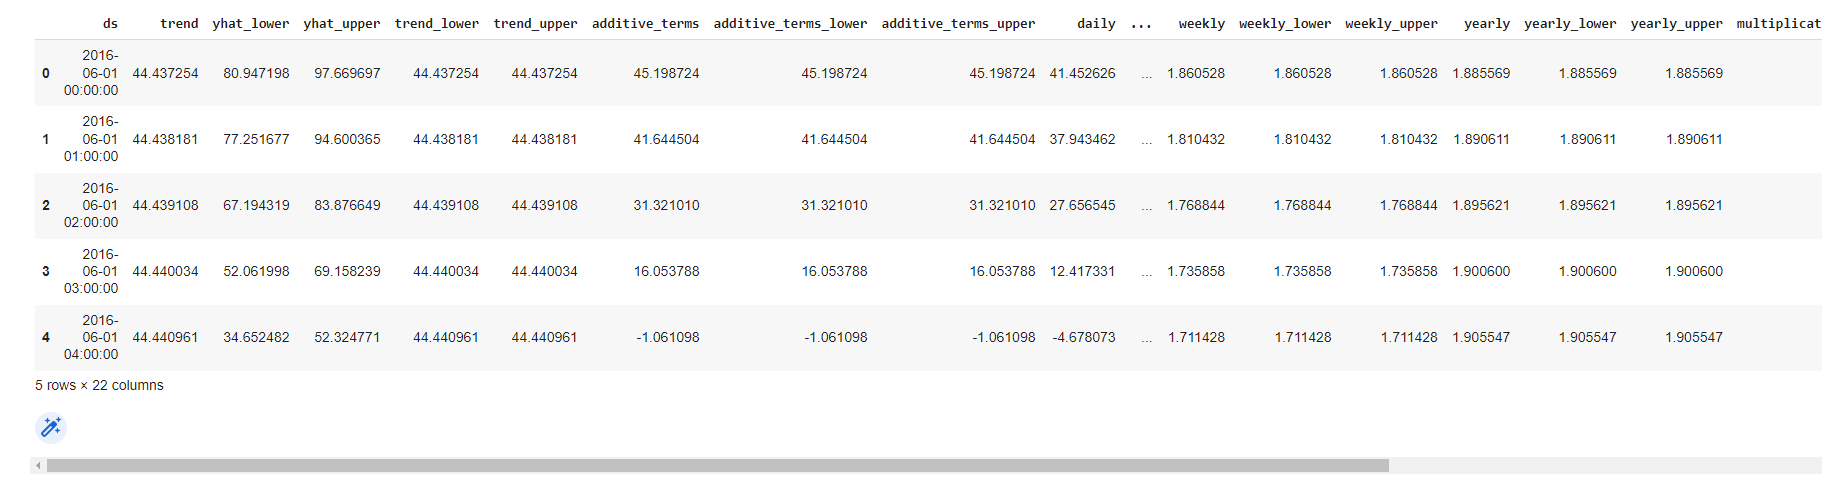 ds trend yhat_lower yhat_upper trend_lower trend_upper additive_terms additive_terms_lower additive_terms_upper daily ... weekly weekly_lower weekly_upper yearly yearly_lower yearly_upper multiplicat
0 2016-06-01 00:00:00 44.437254 80.947198 97.669697 44.437254 44.437254 45.198724 45.198724 45.198724 41.452626 ... 1.860528 1.860528 1.860528 1.885569 1.885569 1.885569
1 2016-06-01 01:00:00 44.438181 77.251677 94.600365 44.438181 44.438181 41.644504 41.644504 41.644504 37.943462 ... 1.810432 1.810432 1.810432 1.890611 1.890611 1.890611
2 2016-06-01 02:00:00 44.439108 67.194319 83.876649 44.439108 44.439108 31.321010 31.321010 31.321010 27.656545 ... 1.768844 1.768844 1.768844 1.895621 1.895621 1.895621
3 2016-06-01 03:00:00 44.440034 52.061998 69.158239 44.440034 44.440034 16.053788 16.053788 16.053788 12.417331 ... 1.735858 1.735858 1.735858 1.900600 1.900600 1.900600
4 2016-06-01 04:00:00 44.440961 34.652482 52.324771 44.440961 44.440961 -1.061098 -1.061098 -1.061098 -4.678073 ... 1.711428 1.711428 1.711428 1.905547 1.905547 1.905547
5 rows × 22 columns